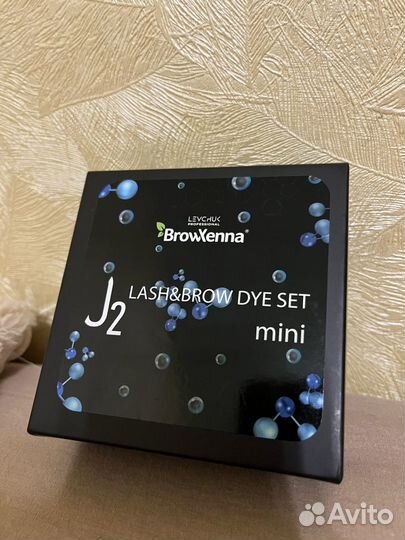 LEVCHUK
PROFESSIONAL
BrowXenna®
J2 LASH&BROW DYE SET
mini
Avito